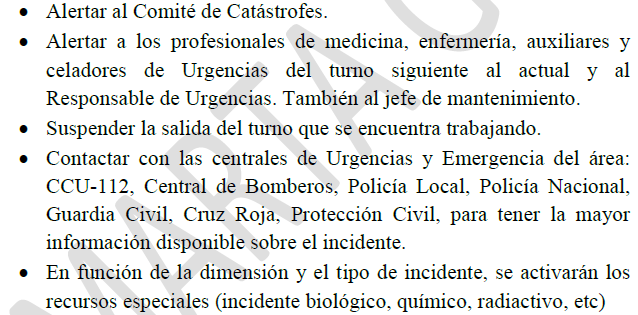 • Alertar al Comité de Catástrofes.
• Alertar a los profesionales de medicina, enfermería, auxiliares y
celadores de Urgencias del turno siguiente al actual y al
Responsable de Urgencias. También al jefe de mantenimiento.
• Suspender la salida del turno que se encuentra trabajando.
• Contactar con las centrales de Urgencias y Emergencia del área:
CCU-112, Central de Bomberos, Policía Local, Policía Nacional,
Guardia Civil, Cruz Roja, Protección Civil, para tener la mayor
información disponible sobre el incidente.
• En función de la dimensión y el tipo de incidente, se activarán los
recursos especiales (incidente biológico, químico, radiactivo, etc)